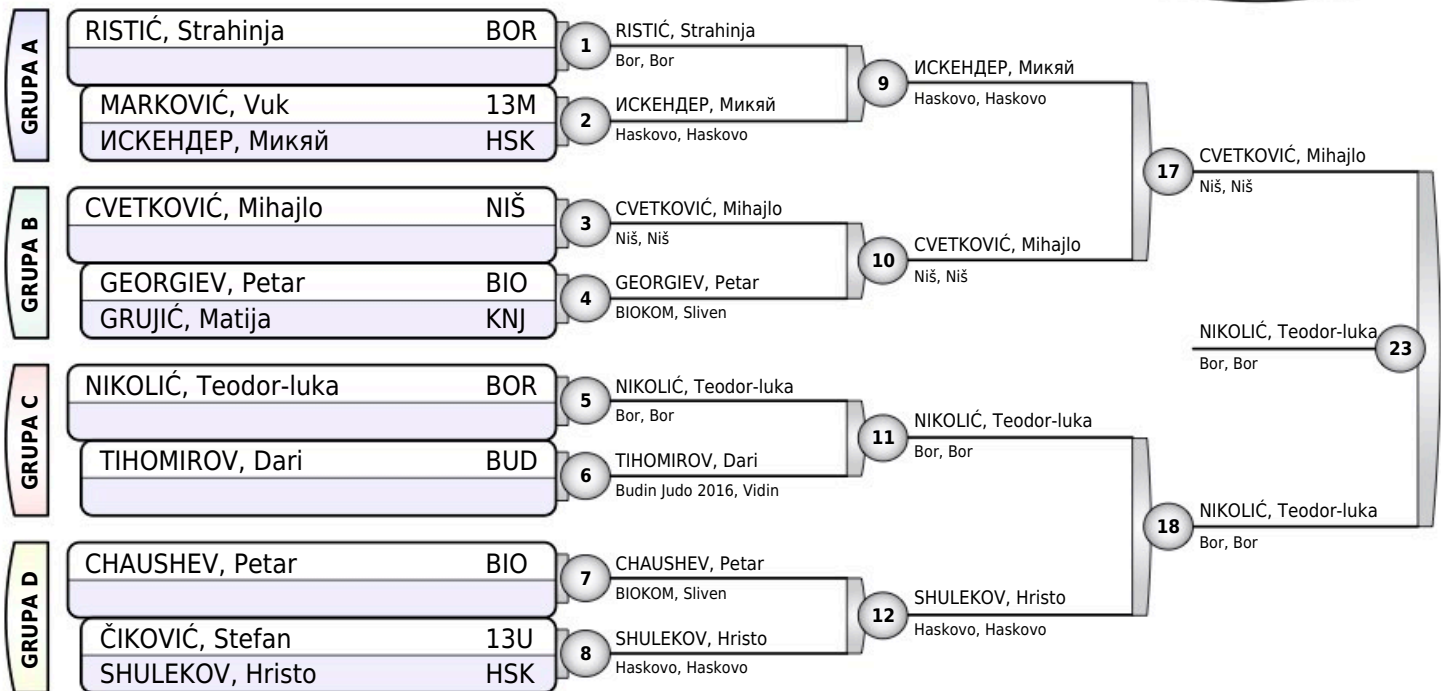 GRUPA A
RISTIĆ, Strahinja BOR
MARKOVIĆ, Vuk 13M
ИСКЕНДЕР, Микяй HSK
GRUPA B
CVETKOVIĆ, Mihajlo NIŠ
GEORGIEV, Petar BIO
GRUJIĆ, Matija KNJ
GRUPA C
NIKOLIĆ, Teodor-luka BOR
TIHOMIROV, Dari BUD
GRUPA D
CHAUSHEV, Petar BIO
ČIKOVIĆ, Stefan 13U
SHULEKOV, Hristo HSK
1 RISTIĆ, Strahinja
Bor, Bor
2 ИСКЕНДЕР, Микяй
Haskovo, Haskovo
3 CVETKOVIĆ, Mihajlo
Niš, Niš
4 GEORGIEV, Petar
BIOKOM, Sliven
5 NIKOLIĆ, Teodor-luka
Bor, Bor
6 TIHOMIROV, Dari
Budin Judo 2016, Vidin
7 CHAUSHEV, Petar
BIOKOM, Sliven
8 SHULEKOV, Hristo
Haskovo, Haskovo
9 ИСКЕНДЕР, Микяй
Haskovo, Haskovo
10 CVETKOVIĆ, Mihajlo
Niš, Niš
11 NIKOLIĆ, Teodor-luka
Bor, Bor
12 SHULEKOV, Hristo
Haskovo, Haskovo
17 CVETKOVIĆ, Mihajlo
Niš, Niš
18 NIKOLIĆ, Teodor-luka
Bor, Bor
NIKOLIĆ, Teodor-luka 23
Bor, Bor